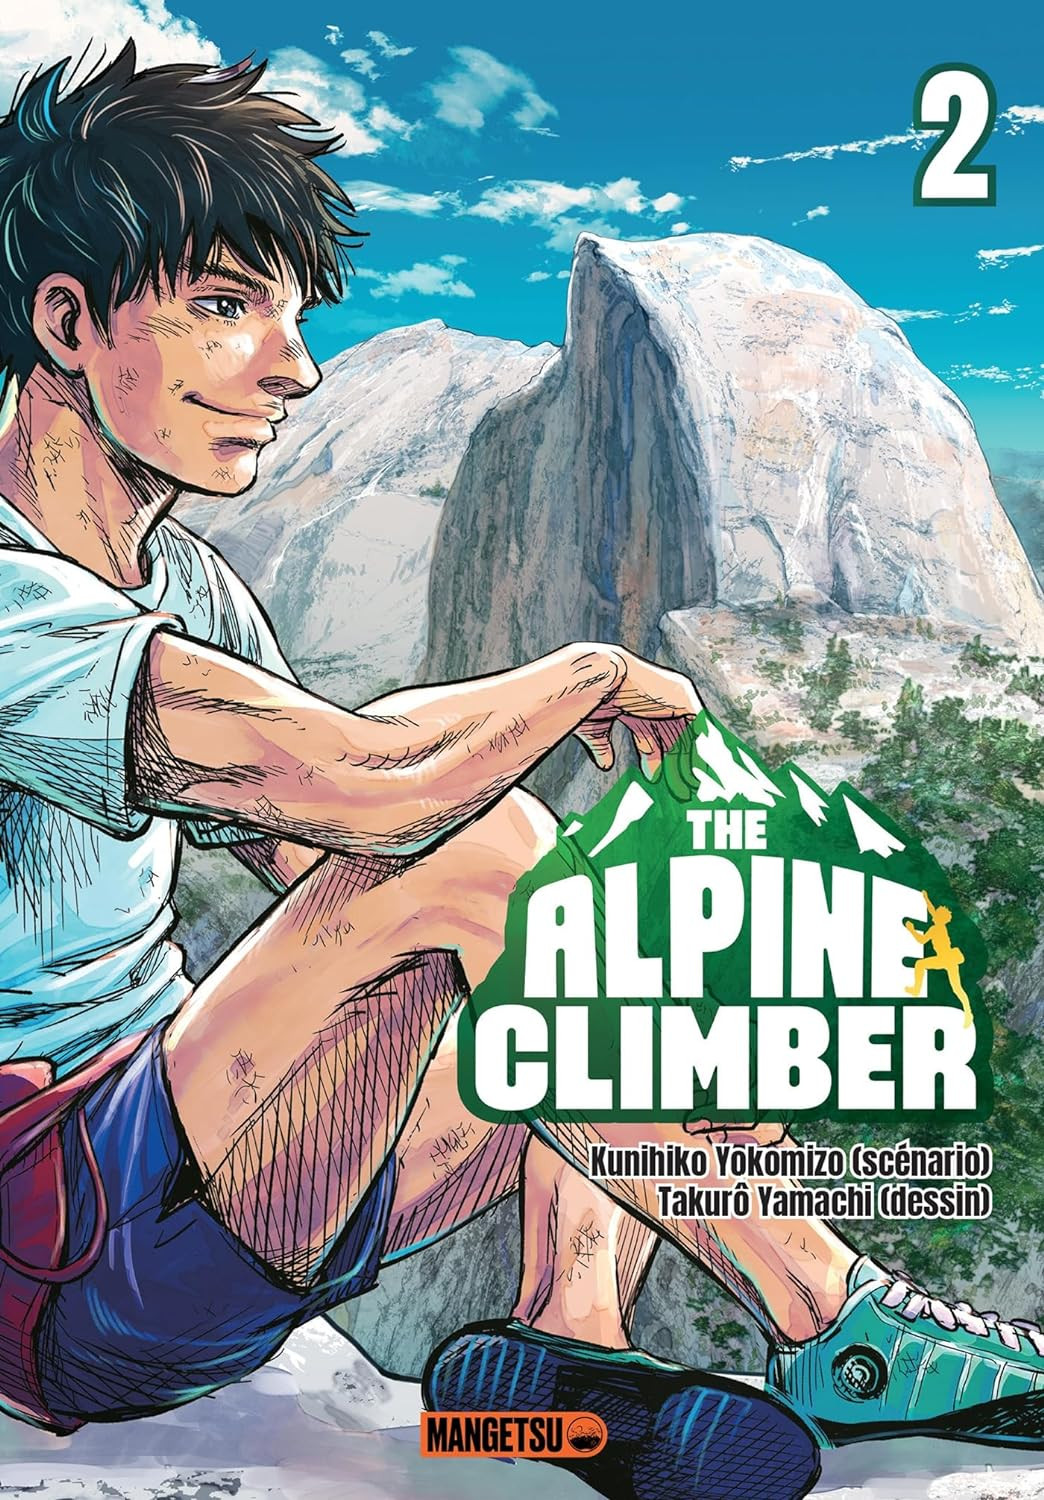 2
THE
ALPINE
CLIMBER
Kunihiko Yokomizo (scénario)
Takurô Yamachi (dessin)
MANGETSU